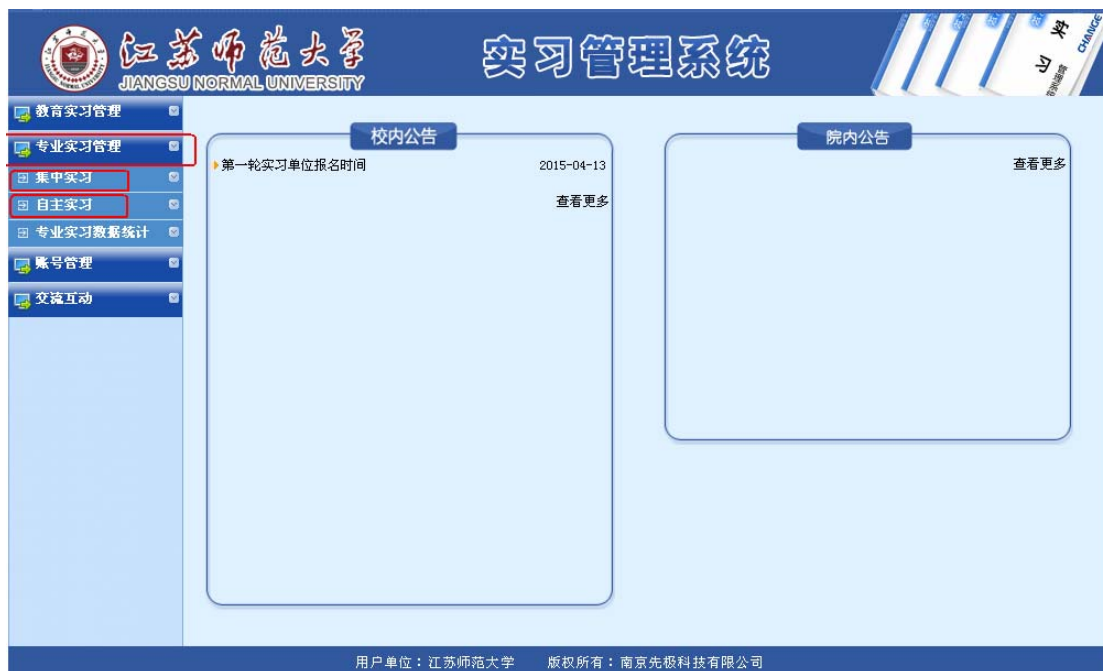 江苏师范大学
JIANGSU NORMAL UNIVERSITY
实习管理系统
实习
管理系统
CHANGE
教育实习管理
专业实习管理
集中实习
自主实习
专业实习数据统计
账号管理
交流互动
校内公告
第一轮实习单位报名时间 2015-04-13
查看更多
院内公告
查看更多
用户单位：江苏师范大学 版权所有：南京先极科技有限公司